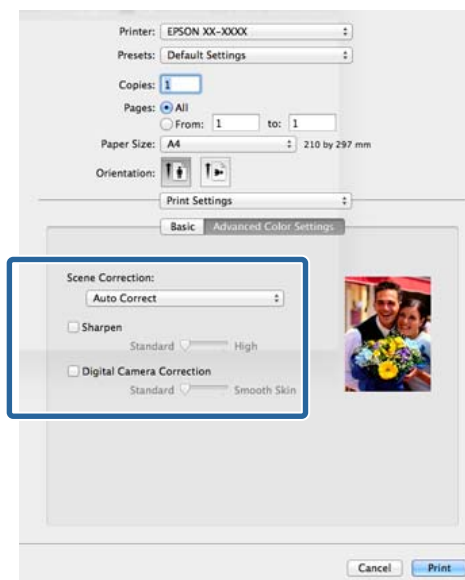 Printer: EPSON XX-XXXX
Presets: Default Settings
Copies: 1
Pages: All
From: 1 to: 1
Paper Size: A4 210 by 297 mm
Orientation:
Print Settings
Basic Advanced Color Settings
Scene Correction:
Auto Correct
Sharpen
Standard High
Digital Camera Correction
Standard Smooth Skin
Cancel Print